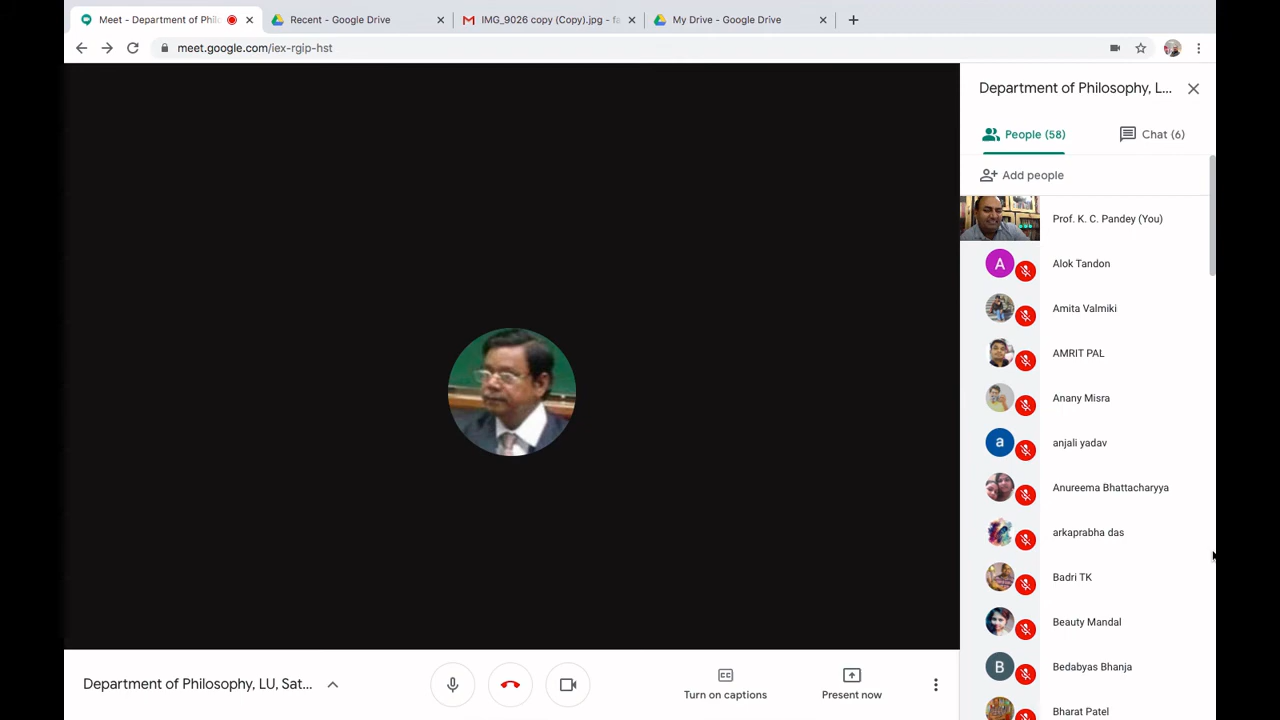 Meet - Department of Philo
Recent - Google Drive
IMG_9026 copy (Copy).jpg - fa
My Drive - Google Drive
meet.google.com/iex-rgip-hst
Department of Philosophy, L...
People (58)
Chat (6)
Add people
Prof. K. C. Pandey (You)
A Alok Tandon
Amita Valmiki
AMRIT PAL
Anany Misra
a anjali yadav
Anureema Bhattacharyya
arkaprabha das
Badri TK
Beauty Mandal
B Bedabyas Bhanja
Bharat Patel
Department of Philosophy, LU, Sat...
CC
Turn on captions
Present now